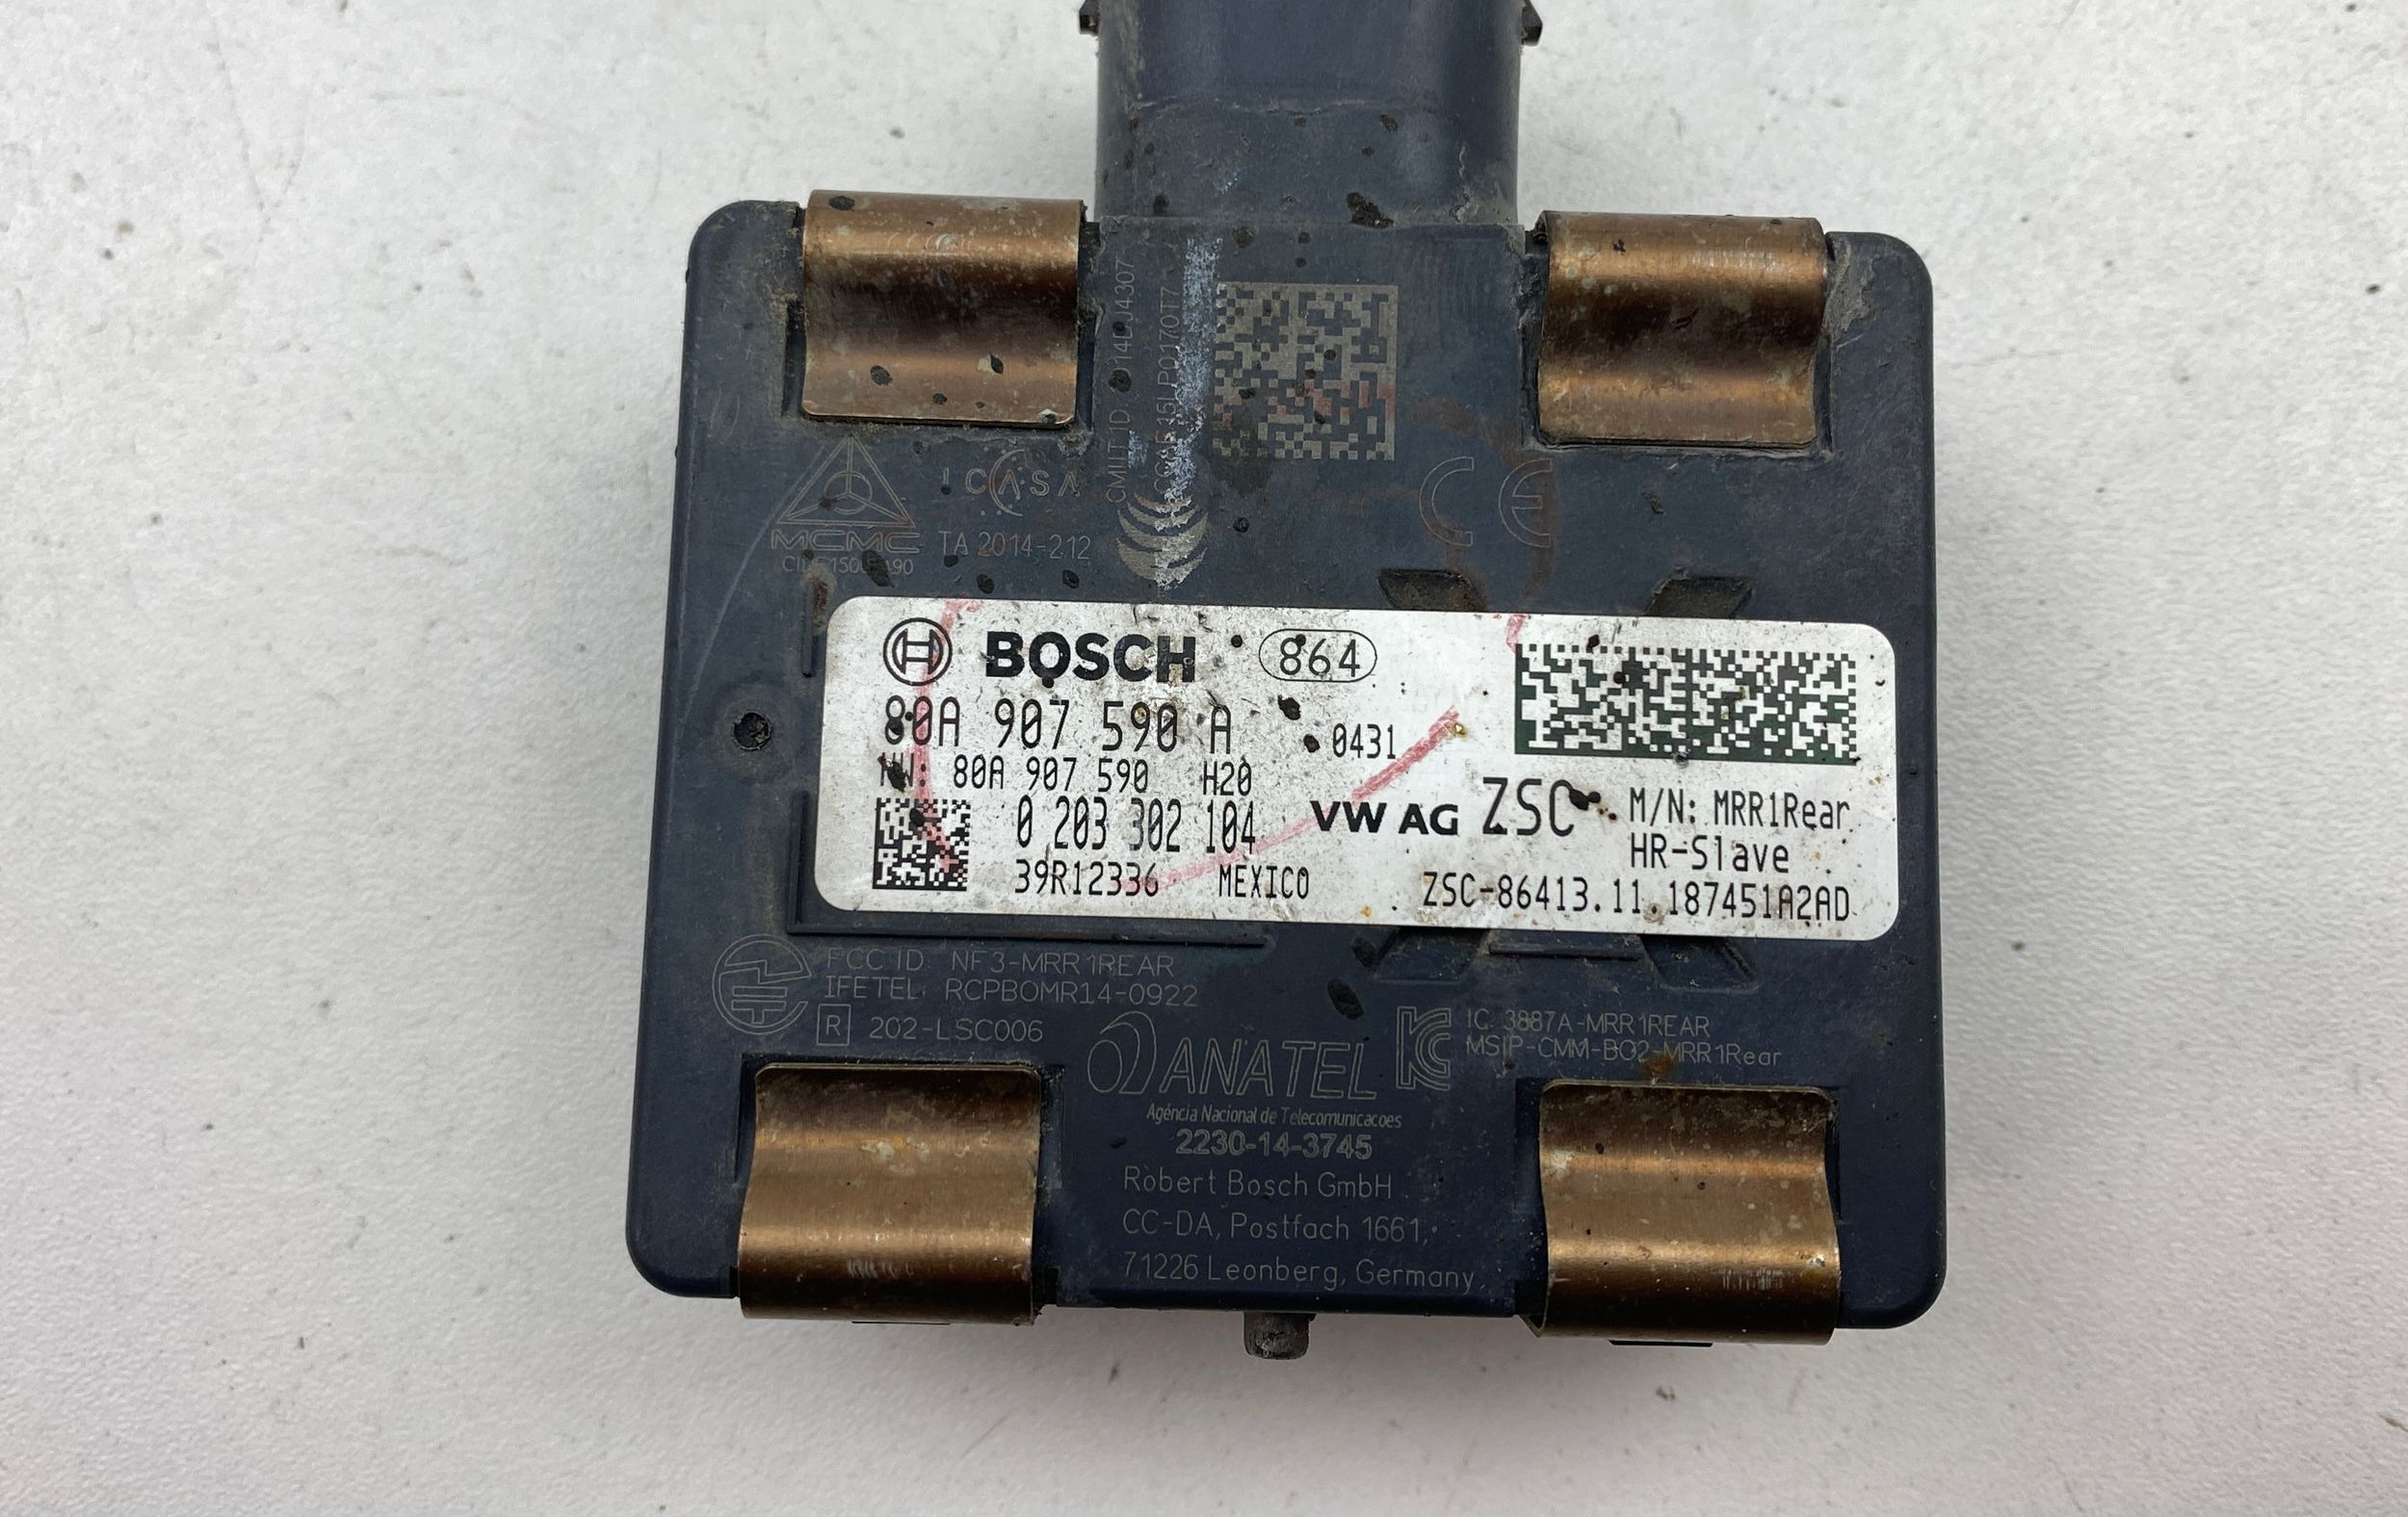 ICASA
TA 2014-212
MCMC
BOSCH 864
80A 907 590 A 0431
HW: 80A 907 590 H20
0 203 302 104
39R12336 MEXICO
VW AG ZSC
M/N: MRR1Rear
HR-Slave
ZSC-86413.11.187451A2AD
FCC ID NF3-MRR1REAR
IFETEL: RCPBOMR14-0922
R 202-LSC006
ANATEL
Agência Nacional de Telecomunicacoes
2230-14-3745
IC: 3887A-MRR1REAR
MSIP-CMM-BO2-MRR1Rear
Robert Bosch GmbH
CC-DA, Postfach 1661,
71226 Leonberg, Germany
CMIIT ID
CE